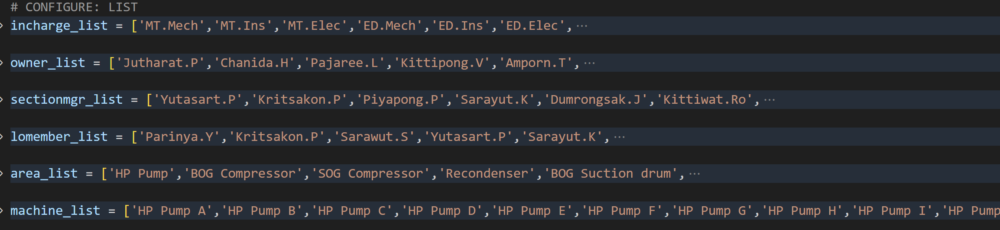 # CONFIGURE: LIST
incharge_list = ['MT.Mech','MT.Ins','MT.Elec','ED.Mech','ED.Ins','ED.Elec',···
owner_list = ['Jutharat.P','Chanida.H','Pajaree.L','Kittipong.V','Amporn.T',···
sectionmgr_list = ['Yutasart.P','Kritsakon.P','Piyapong.P','Sarayut.K','Dumrongsak.J','Kittiwat.Ro',···
lomember_list = ['Parinya.Y','Kritsakon.P','Sarawut.S','Yutasart.P','Sarayut.K',···
area_list = ['HP Pump','BOG Compressor','SOG Compressor','Recondenser','BOG Suction drum',···
machine_list = ['HP Pump A','HP Pump B','HP Pump C','HP Pump D','HP Pump E','HP Pump F','HP Pump G','HP Pump H','HP Pump I','HP Pump